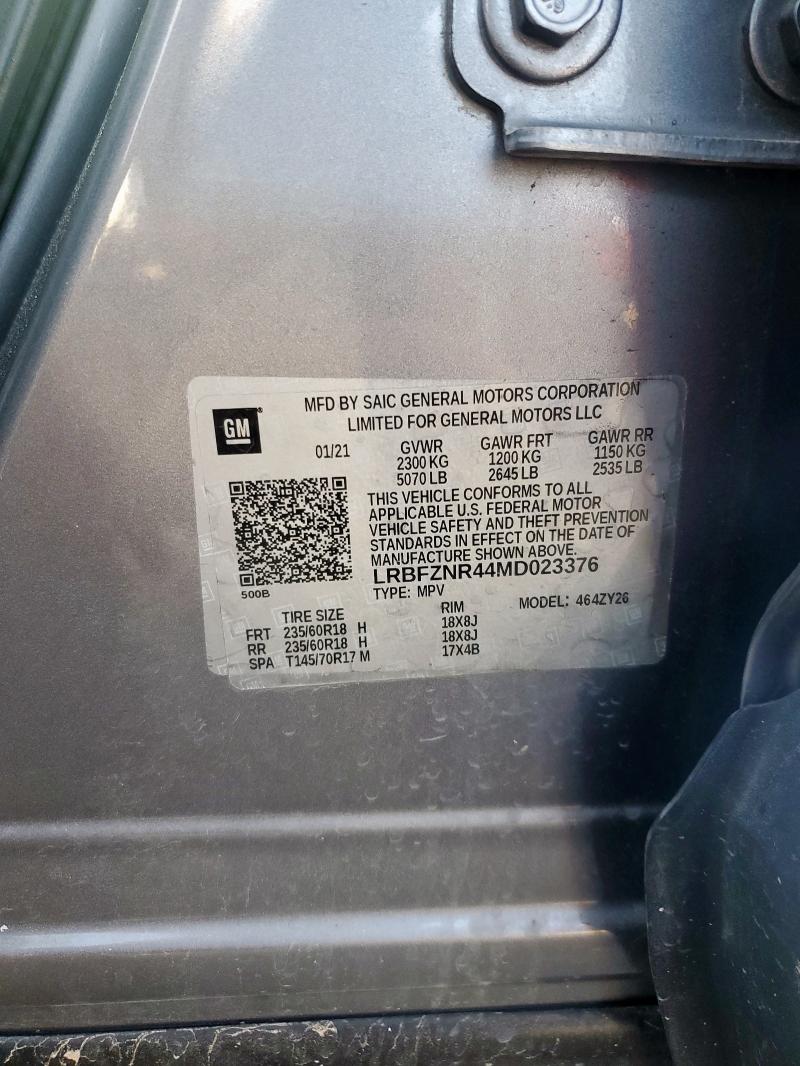 MFD BY SAIC GENERAL MOTORS CORPORATION
LIMITED FOR GENERAL MOTORS LLC
GM
01/21 GVWR GAWR FRT GAWR RR
2300 KG 1200 KG 1150 KG
5070 LB 2645 LB 2535 LB
THIS VEHICLE CONFORMS TO ALL
APPLICABLE U.S. FEDERAL MOTOR
VEHICLE SAFETY AND THEFT PREVENTION
STANDARDS IN EFFECT ON THE DATE OF
MANUFACTURE SHOWN ABOVE.
LRBFZNR44MD023376
500B
TYPE: MPV MODEL: 464ZY26
TIRE SIZE RIM
FRT 235/60R18 H 18X8J
RR 235/60R18 H 18X8J
SPA T145/70R17 M 17X4B